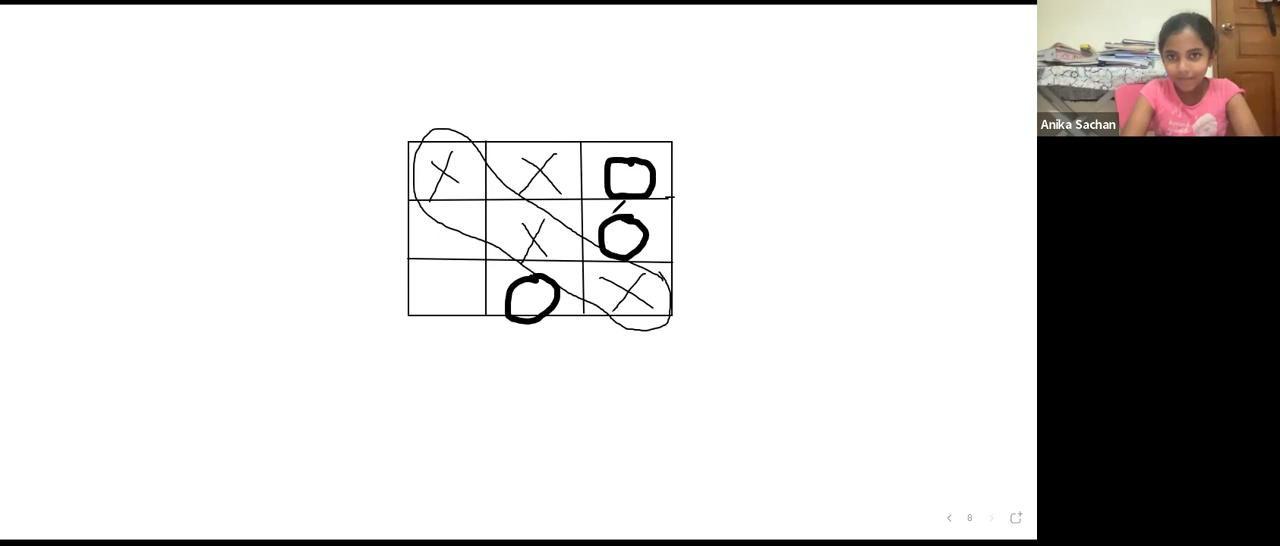 Anika Sachan
X X O
X O
O X
8